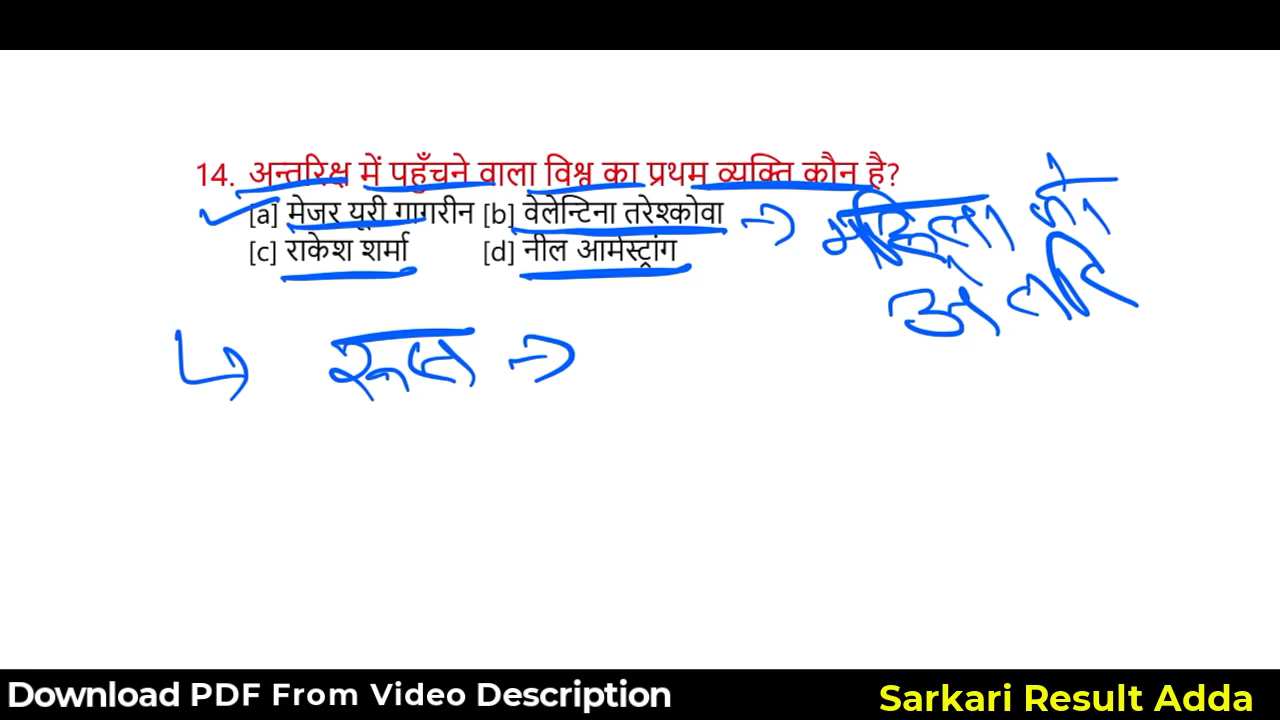 14. अन्तरिक्ष में पहुँचने वाला विश्व का प्रथम व्यक्ति कौन है?
[a] मेजर यूरी गागरीन [b] वेलेन्टिना तरेश्कोवा
[c] राकेश शर्मा [d] नील आर्मस्ट्रांग
महिला जो
रूस
Download PDF From Video Description
Sarkari Result Adda